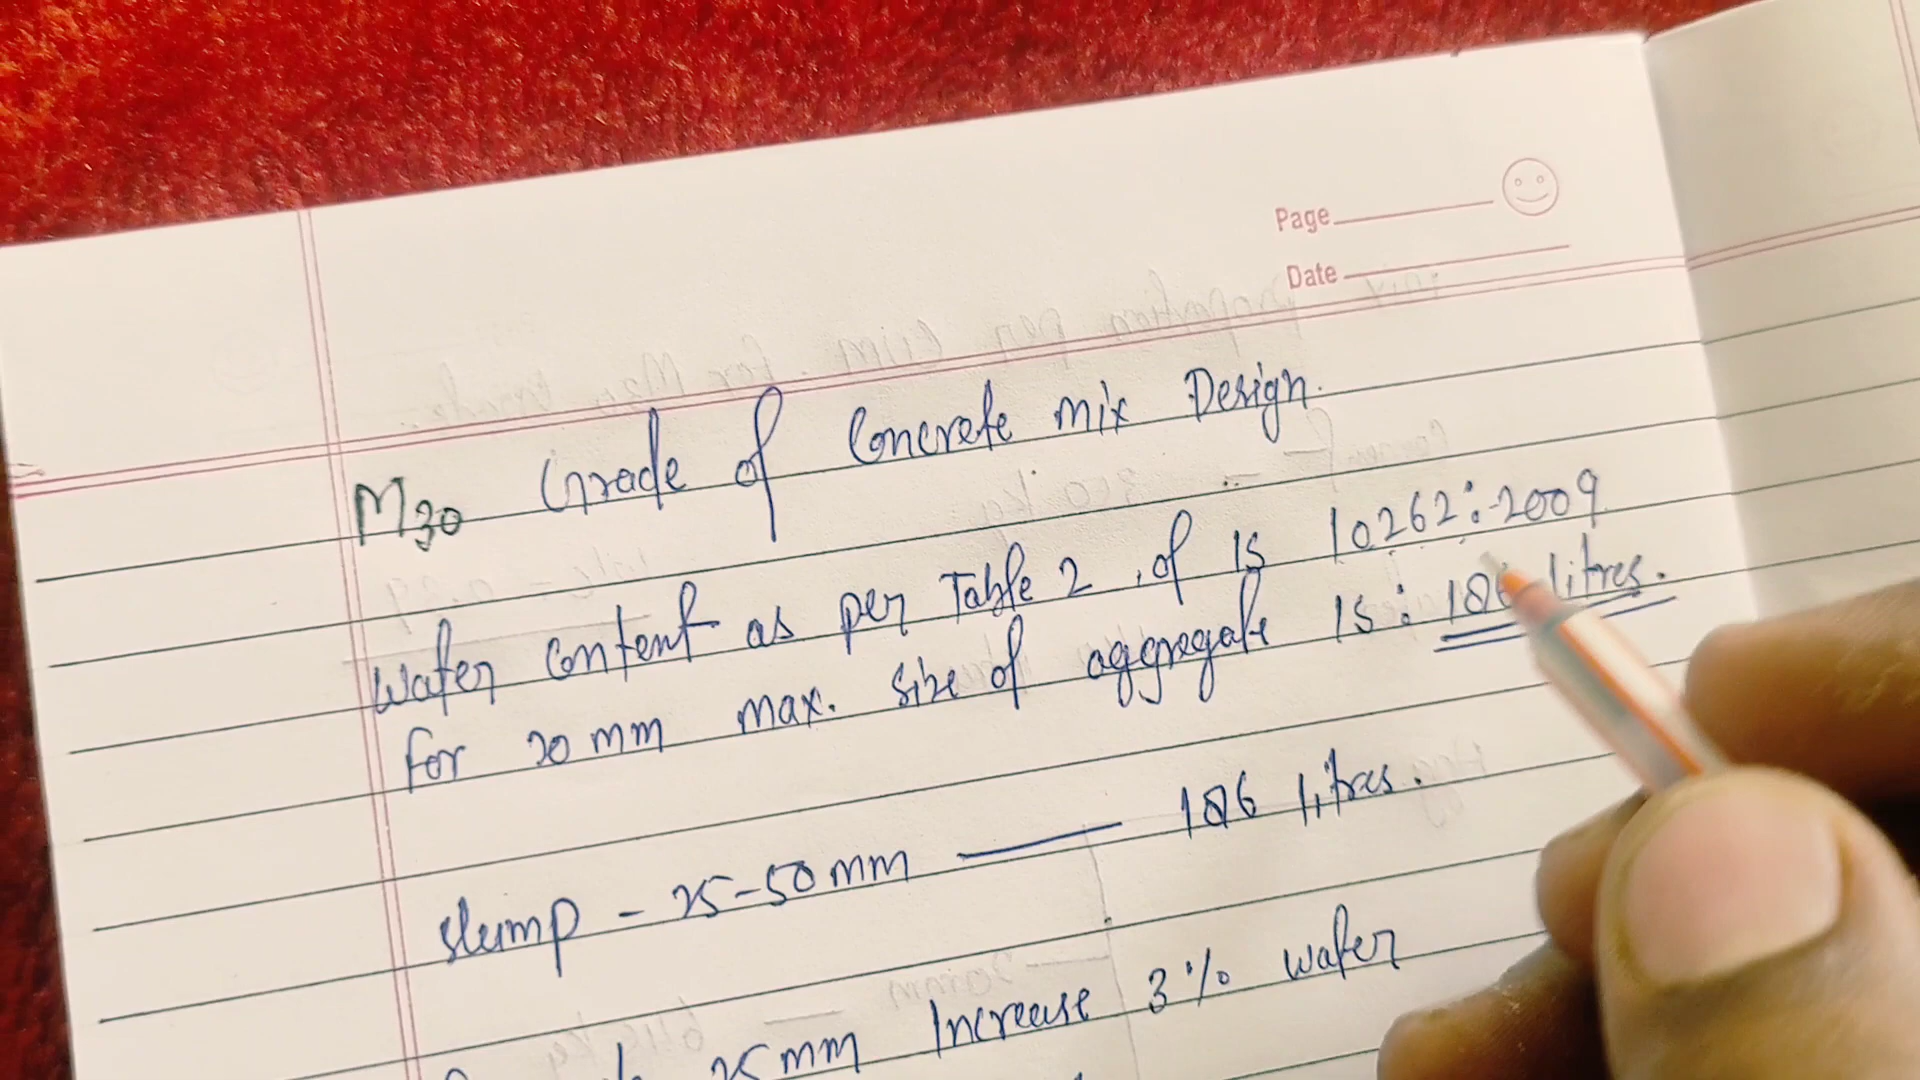 Page
Date
M30 Grade of Concrete mix Design.
Water content as per Table 2, of IS 10262:-2009
for 20 mm max. size of aggregate is : 186 litres.
slump - 25-50 mm — 186 litres.
25 mm Increase 3% water